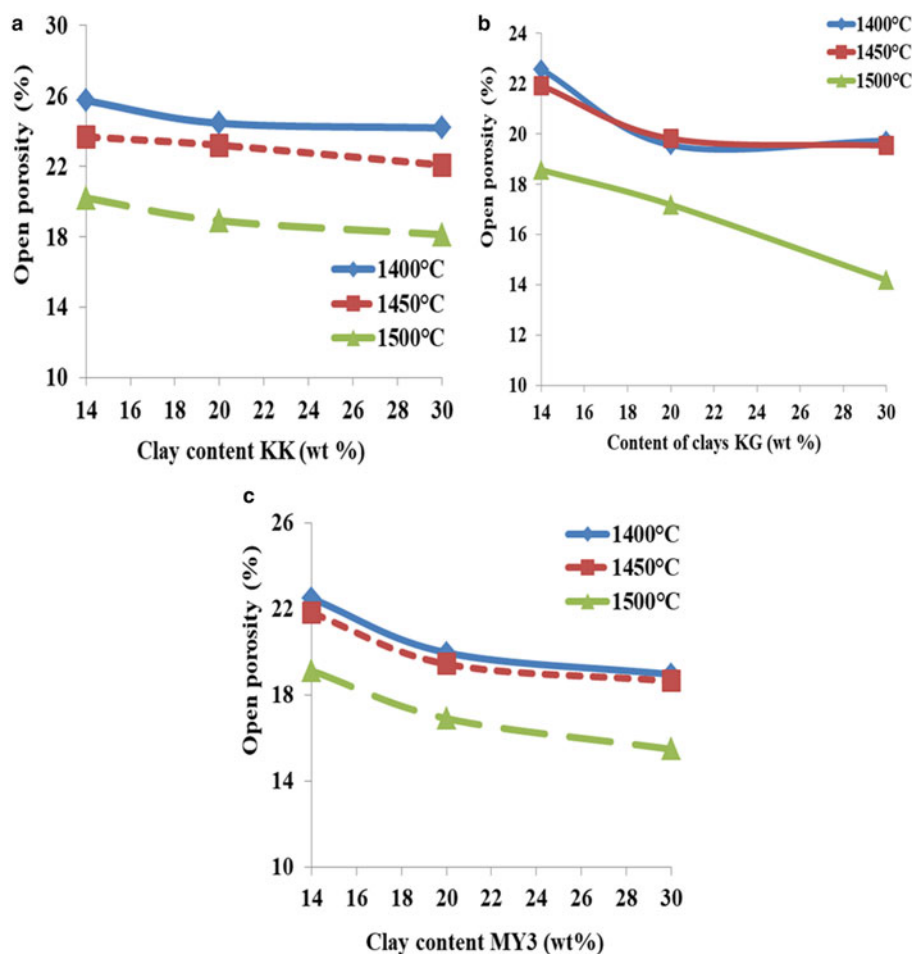 a
30
26
22
18
14
10
Open porosity (%)
1400°C
1450°C
1500°C
14 16 18 20 22 24 26 28 30
Clay content KK (wt %)
b
1400°C
1450°C
1500°C
24
22
20
18
16
14
12
10
Open porosity (%)
14 16 18 20 22 24 26 28 30
Content of clays KG (wt %)
c
26
22
18
14
10
Open porosity (%)
1400°C
1450°C
1500°C
14 16 18 20 22 24 26 28 30
Clay content MY3 (wt%)